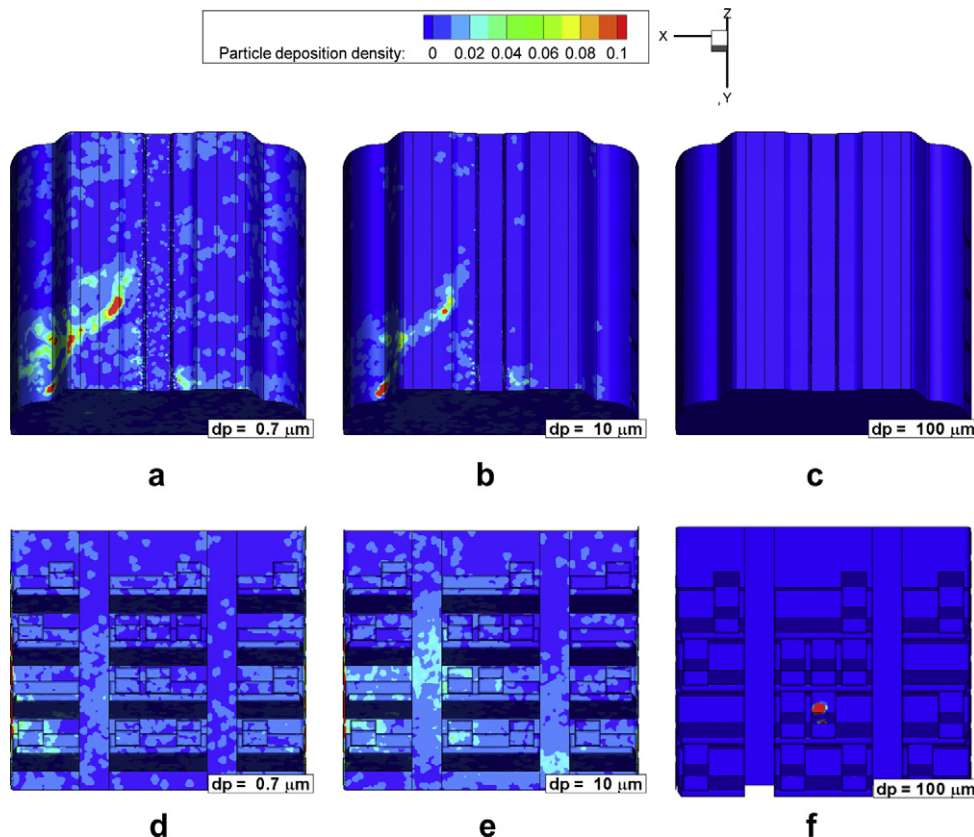 Particle deposition density: 0 0.02 0.04 0.06 0.08 0.1
X
Z
Y
dp = 0.7 μm
dp = 10 μm
dp = 100 μm
a
b
c
dp = 0.7 μm
dp = 10 μm
dp = 100 μm
d
e
f